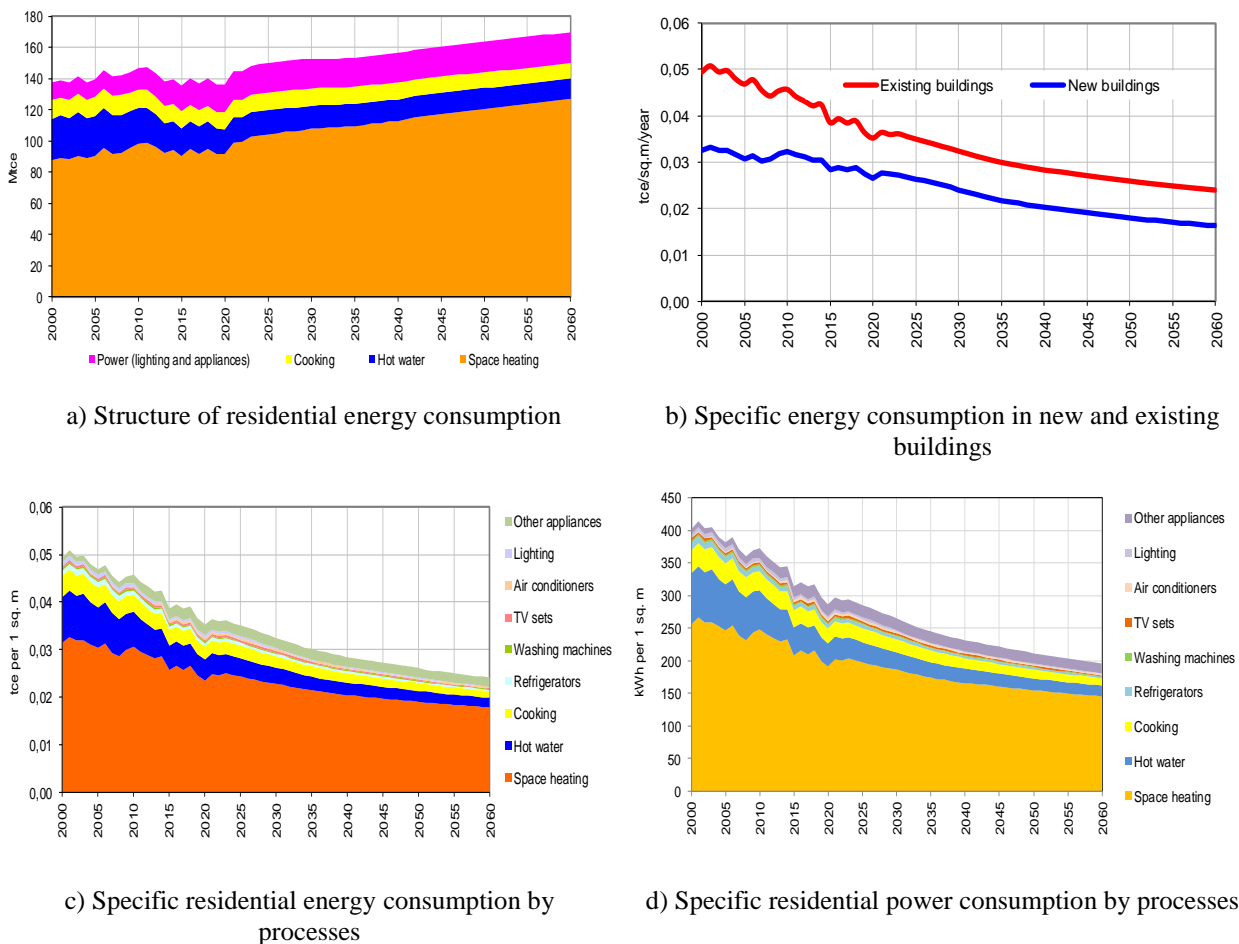 180
160
140
120
100
80
60
40
20
0
Mtce
2000
2005
2010
2015
2020
2025
2030
2035
2040
2045
2050
2055
2060
Power (lighting and appliances) Cooking Hot water Space heating
a) Structure of residential energy consumption
0,06
0,05
0,04
0,03
0,02
0,01
0,00
tce/sq.m/year
Existing buildings New buildings
2000
2005
2010
2015
2020
2025
2030
2035
2040
2045
2050
2055
2060
b) Specific energy consumption in new and existing
buildings
0,06
0,05
0,04
0,03
0,02
0,01
0,00
tce per 1 sq. m
2000
2005
2010
2015
2020
2025
2030
2035
2040
2045
2050
2055
2060
Other appliances
Lighting
Air conditioners
TV sets
Washing machines
Refrigerators
Cooking
Hot water
Space heating
c) Specific residential energy consumption by
processes
450
400
350
300
250
200
150
100
50
0
kWh per 1 sq. m
2000
2005
2010
2015
2020
2025
2030
2035
2040
2045
2050
2055
2060
Other appliances
Lighting
Air conditioners
TV sets
Washing machines
Refrigerators
Cooking
Hot water
Space heating
d) Specific residential power consumption by processes